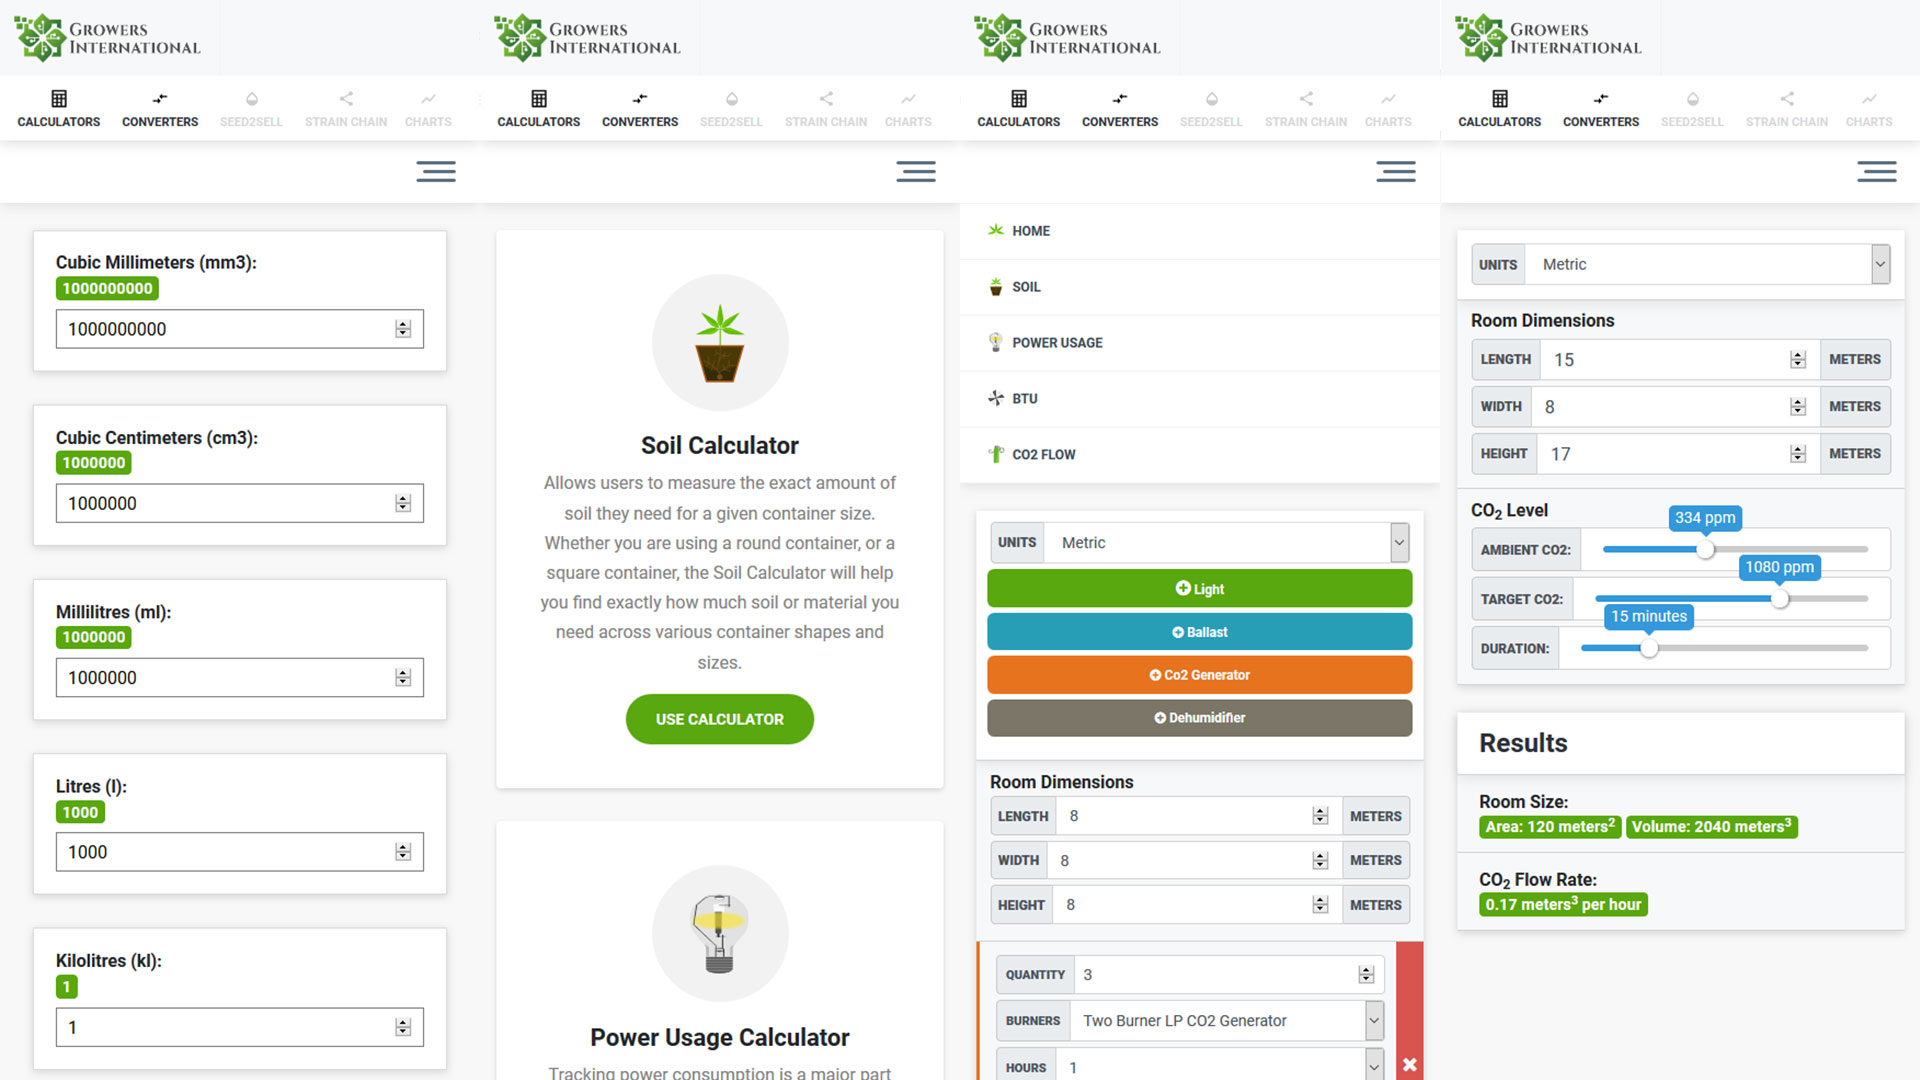 GROWERS
INTERNATIONAL
CALCULATORS
CONVERTERS
SEED2SELL
STRAIN CHAIN
CHARTS
Cubic Millimeters (mm3):
1000000000
1000000000
Cubic Centimeters (cm3):
1000000
1000000
Millilitres (ml):
1000000
1000000
Litres (l):
1000
1000
Kilolitres (kl):
1
1
GROWERS
INTERNATIONAL
CALCULATORS
CONVERTERS
SEED2SELL
STRAIN CHAIN
CHARTS
Soil Calculator
Allows users to measure the exact amount of
soil they need for a given container size.
Whether you are using a round container, or a
square container, the Soil Calculator will help
you find exactly how much soil or material you
need across various container shapes and
sizes.
USE CALCULATOR
Power Usage Calculator
Tracking power consumption is a major part
GROWERS
INTERNATIONAL
CALCULATORS
CONVERTERS
SEED2SELL
STRAIN CHAIN
CHARTS
HOME
SOIL
POWER USAGE
BTU
CO2 FLOW
UNITS Metric
Light
Ballast
Co2 Generator
Dehumidifier
Room Dimensions
LENGTH 8 METERS
WIDTH 8 METERS
HEIGHT 8 METERS
QUANTITY 3
BURNERS Two Burner LP CO2 Generator
HOURS 1
GROWERS
INTERNATIONAL
CALCULATORS
CONVERTERS
SEED2SELL
STRAIN CHAIN
CHARTS
UNITS Metric
Room Dimensions
LENGTH 15 METERS
WIDTH 8 METERS
HEIGHT 17 METERS
CO₂ Level
334 ppm
AMBIENT CO2:
1080 ppm
TARGET CO2:
15 minutes
DURATION:
Results
Room Size:
Area: 120 meters² Volume: 2040 meters³
CO₂ Flow Rate:
0.17 meters³ per hour